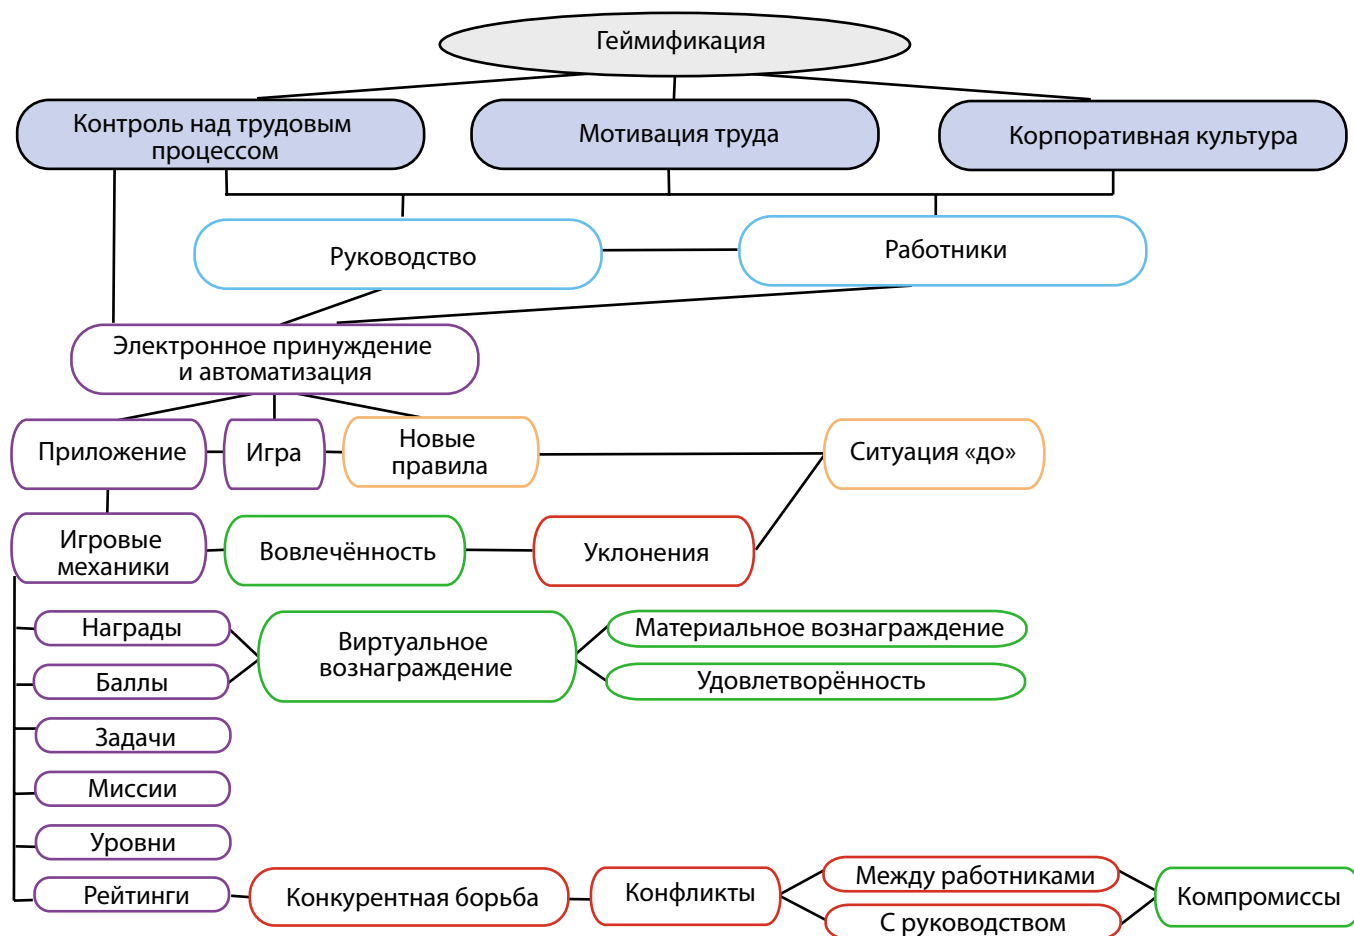 Геймификация
Контроль над трудовым
процессом
Мотивация труда
Корпоративная культура
Руководство
Работники
Электронное принуждение
и автоматизация
Приложение
Игра
Новые
правила
Ситуация «до»
Игровые
механики
Вовлечённость
Уклонения
Награды
Баллы
Задачи
Миссии
Уровни
Рейтинги
Виртуальное
вознаграждение
Материальное вознаграждение
Удовлетворённость
Конкурентная борьба
Конфликты
Между работниками
С руководством
Компромиссы